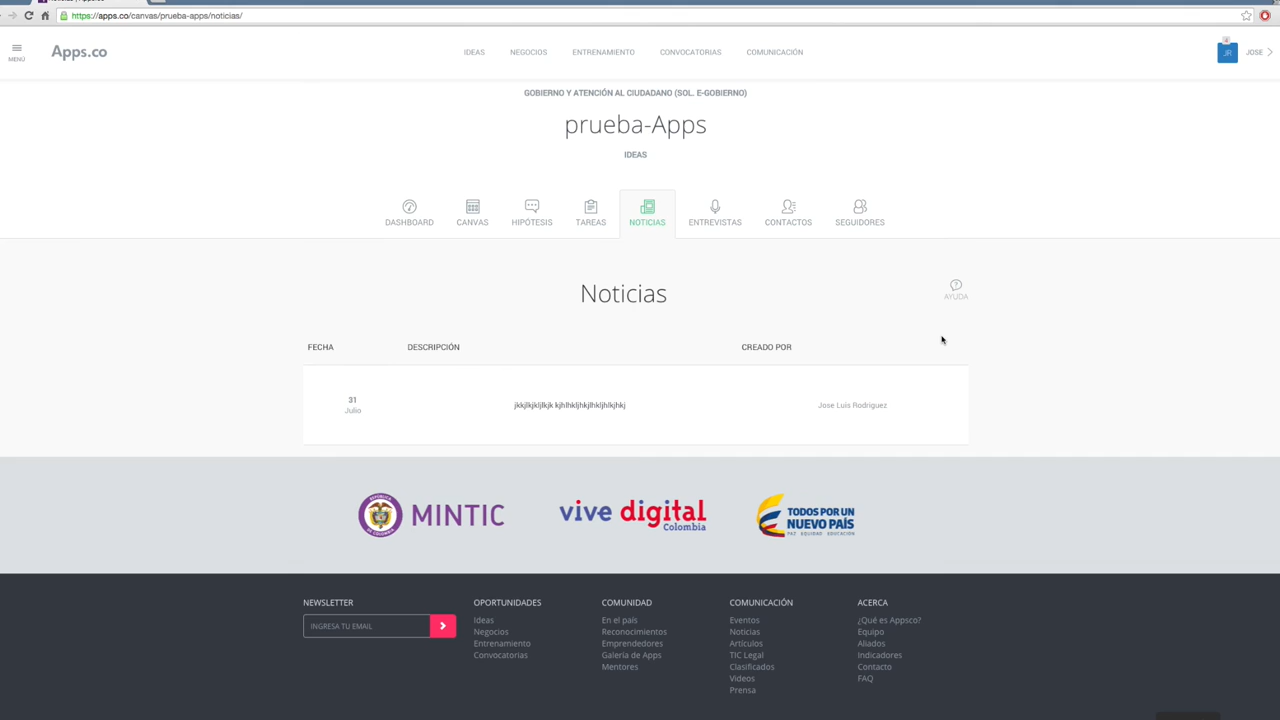 https://apps.co/canvas/prueba-apps/noticias/
MENÚ
Apps.co
IDEAS NEGOCIOS ENTRENAMIENTO CONVOCATORIAS COMUNICACIÓN
JR JOSE
GOBIERNO Y ATENCIÓN AL CIUDADANO (SOL. E-GOBIERNO)
prueba-Apps
IDEAS
DASHBOARD CANVAS HIPÓTESIS TAREAS NOTICIAS ENTREVISTAS CONTACTOS SEGUIDORES
Noticias
AYUDA
FECHA DESCRIPCIÓN CREADO POR
31
Julio
Jose Luis Rodriguez
MINTIC
vive digital
Colombia
TODOS POR UN
NUEVO PAÍS
PAZ EQUIDAD EDUCACIÓN
NEWSLETTER
INGRESA TU EMAIL
OPORTUNIDADES
Ideas
Negocios
Entrenamiento
Convocatorias
COMUNIDAD
En el país
Reconocimientos
Emprendedores
Galería de Apps
Mentores
COMUNICACIÓN
Eventos
Noticias
Artículos
TIC Legal
Clasificados
Videos
Prensa
ACERCA
¿Qué es Appsco?
Equipo
Aliados
Indicadores
Contacto
FAQ